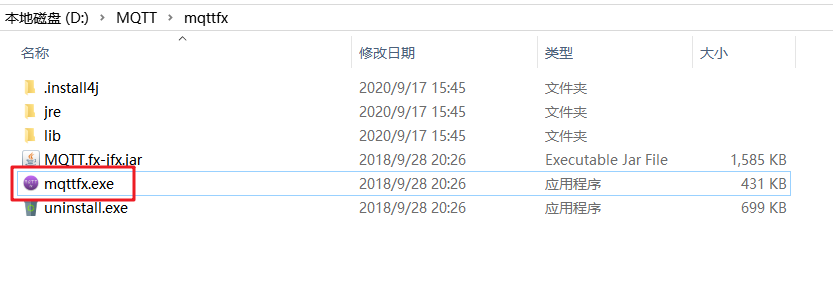 本地磁盘 (D:) > MQTT > mqttfx
名称 修改日期 类型 大小
.install4j 2020/9/17 15:45 文件夹
jre 2020/9/17 15:45 文件夹
lib 2020/9/17 15:45 文件夹
MQTT.fx-jfx.jar 2018/9/28 20:26 Executable Jar File 1,585 KB
mqttfx.exe 2018/9/28 20:26 应用程序 431 KB
uninstall.exe 2018/9/28 20:26 应用程序 699 KB